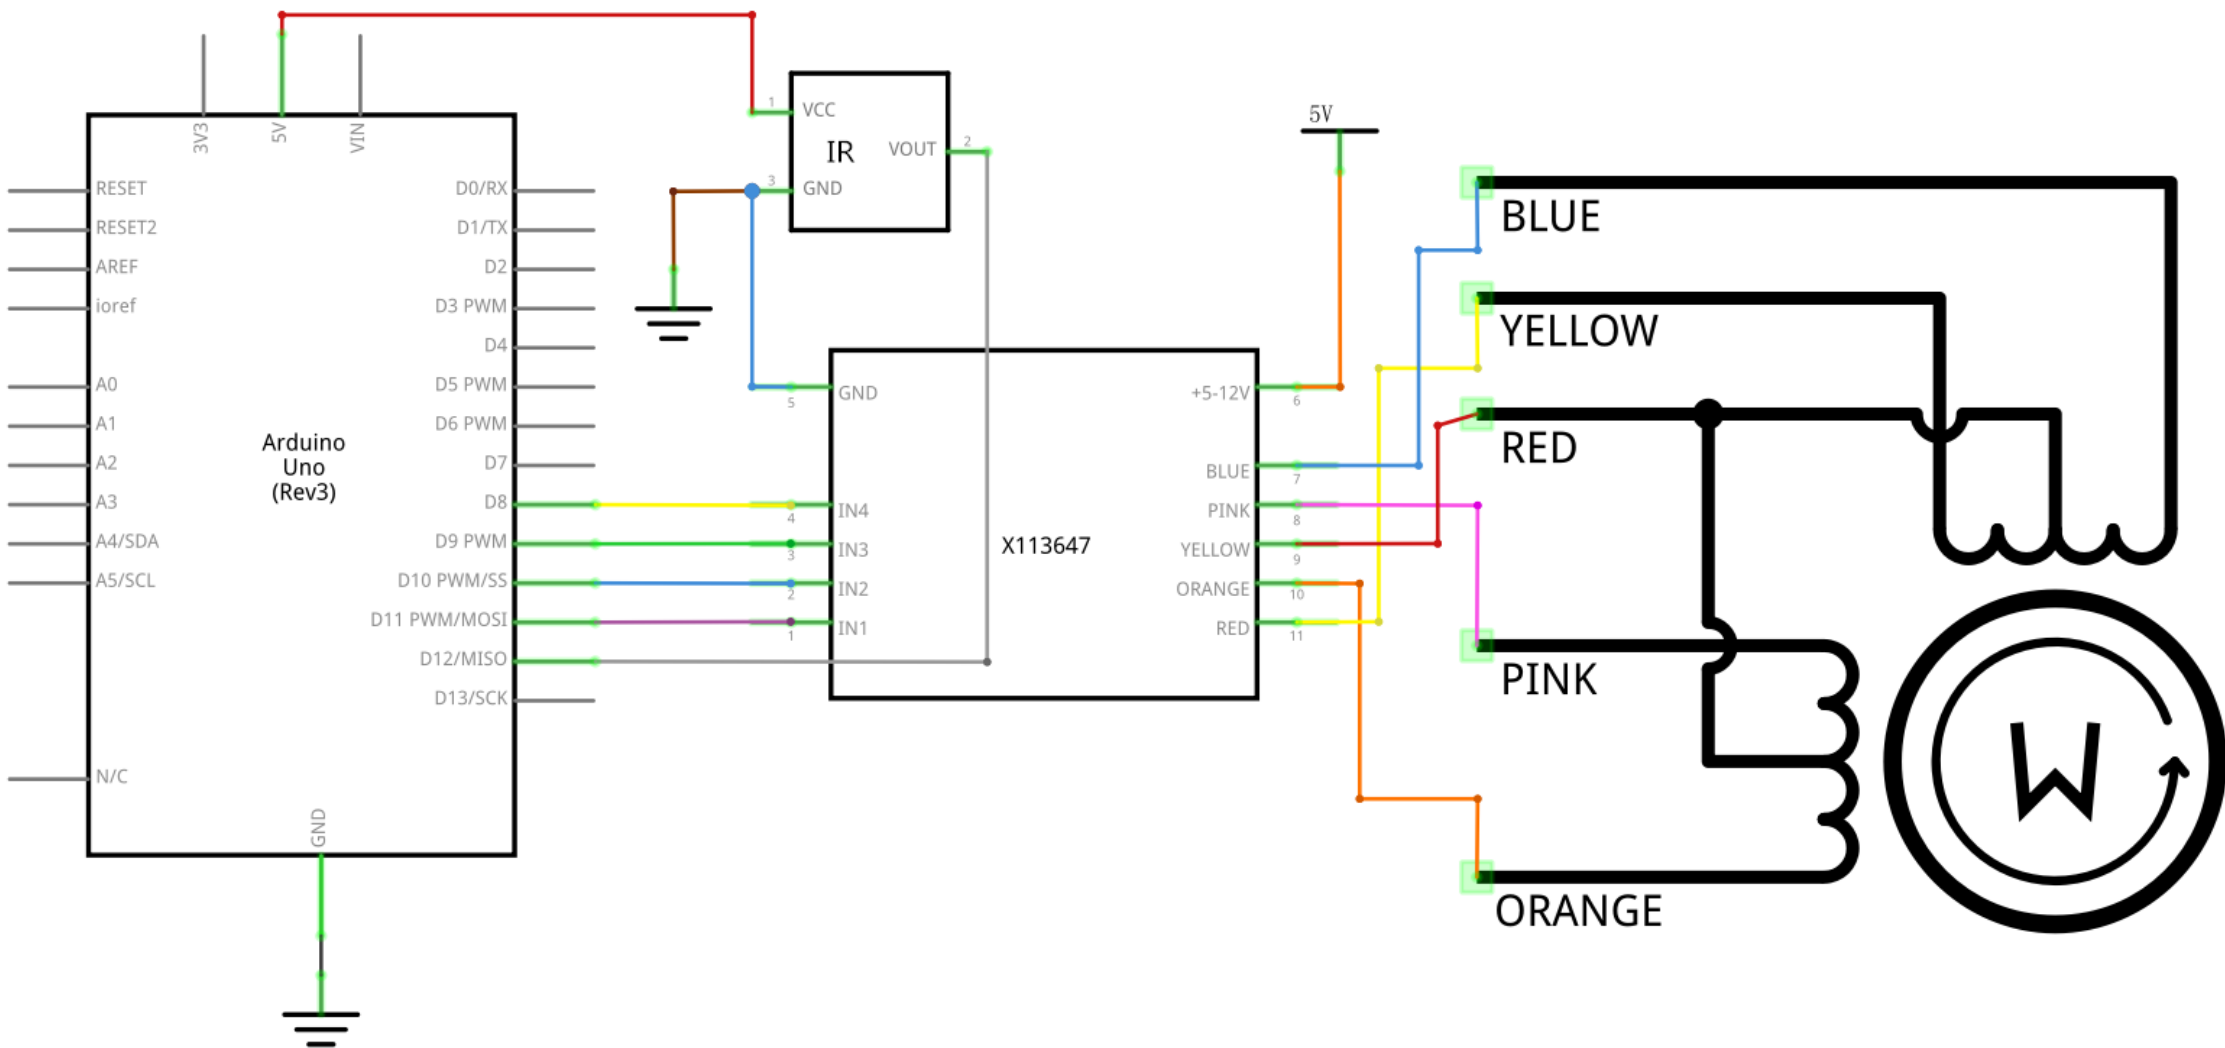 3V3
5V
VIN
RESET
RESET2
AREF
ioref
A0
A1
A2
A3
A4/SDA
A5/SCL
N/C
Arduino
Uno
(Rev3)
D0/RX
D1/TX
D2
D3 PWM
D4
D5 PWM
D6 PWM
D7
D8
D9 PWM
D10 PWM/SS
D11 PWM/MOSI
D12/MISO
D13/SCK
GND
1
VCC
IR
VOUT
2
3
GND
5
GND
4
IN4
3
IN3
2
IN2
1
IN1
X113647
5V
+5-12V
6
BLUE
7
PINK
8
YELLOW
9
ORANGE
10
RED
11
BLUE
YELLOW
RED
PINK
ORANGE
M